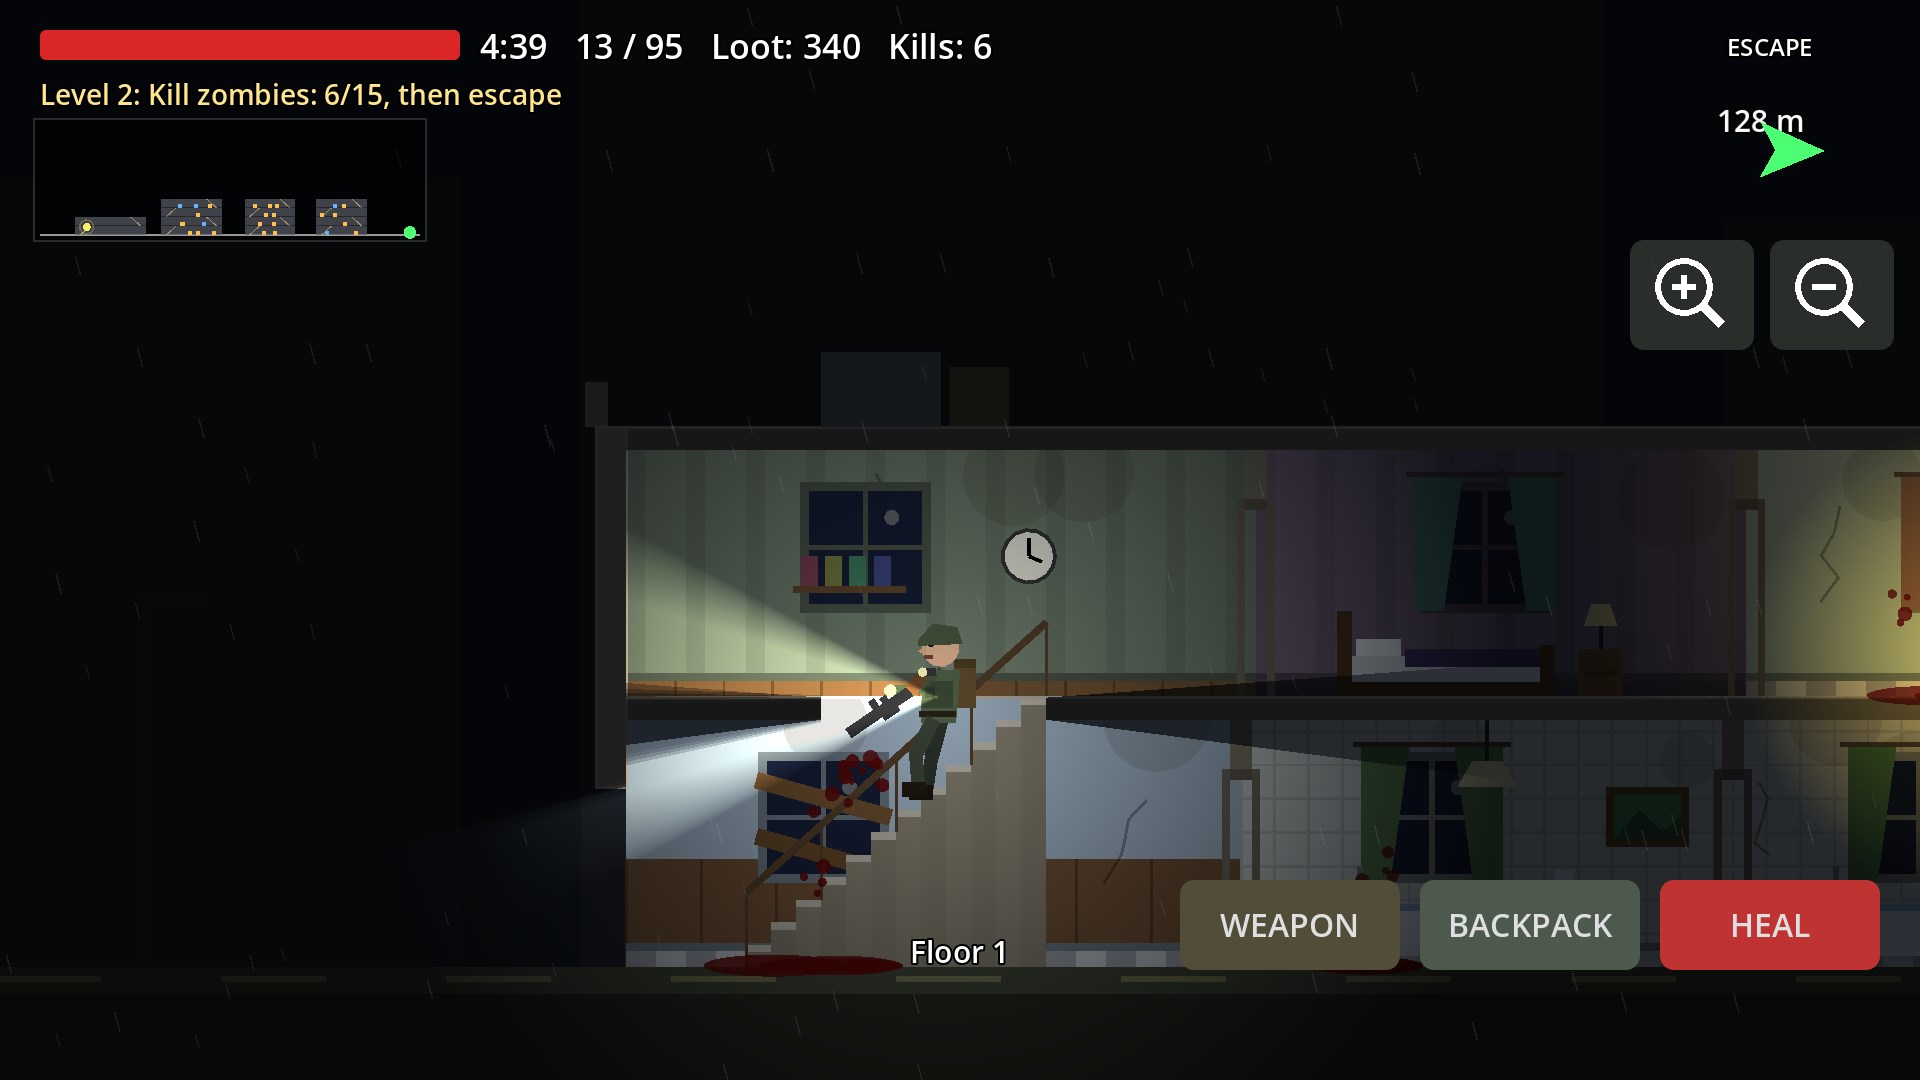 4:39 13 / 95 Loot: 340 Kills: 6
ESCAPE
Level 2: Kill zombies: 6/15, then escape
128 m
WEAPON
BACKPACK
HEAL
Floor 1